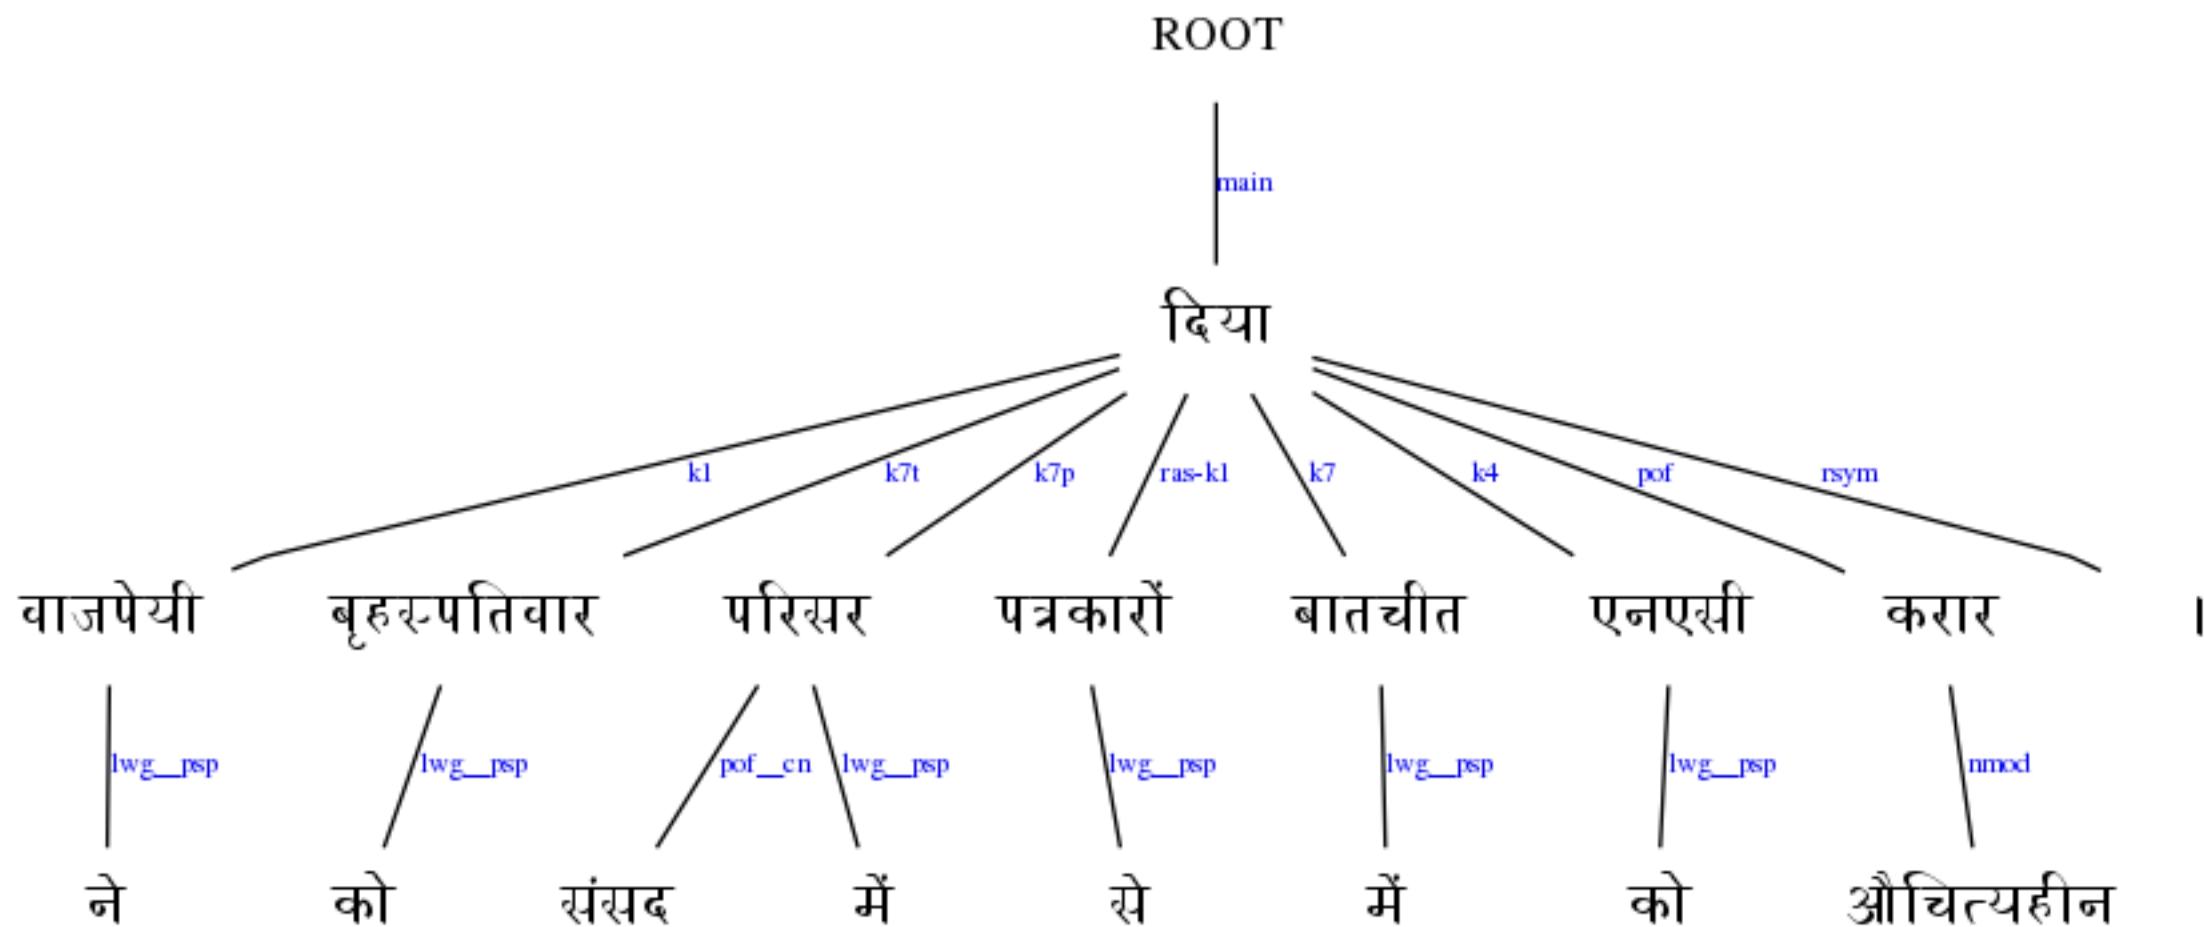 ROOT
main
दिया
k1 k7t k7p ras-k1 k7 k4 pof rsym
वाजपेयी बृहस्पतिवार परिसर पत्रकारों बातचीत एनएसी करार ।
lwg__psp lwg__psp pof__cn lwg__psp lwg__psp lwg__psp lwg__psp nmod
ने को संसद में से में को औचित्यहीन